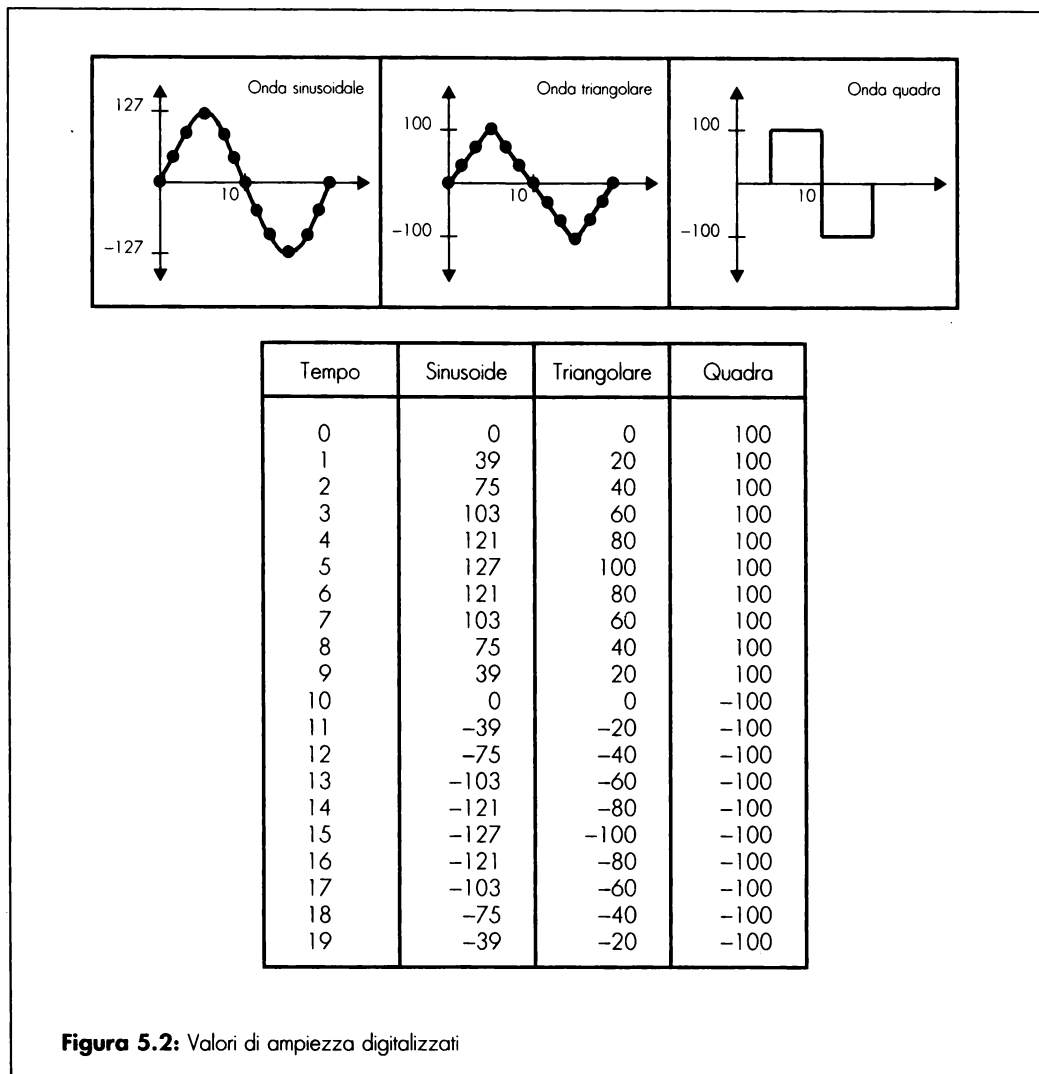 Onda sinusoidale
127
10
−127
Onda triangolare
100
10
−100
Onda quadra
100
10
−100
Tempo Sinusoide Triangolare Quadra
0 0 0 100
1 39 20 100
2 75 40 100
3 103 60 100
4 121 80 100
5 127 100 100
6 121 80 100
7 103 60 100
8 75 40 100
9 39 20 100
10 0 0 −100
11 −39 −20 −100
12 −75 −40 −100
13 −103 −60 −100
14 −121 −80 −100
15 −127 −100 −100
16 −121 −80 −100
17 −103 −60 −100
18 −75 −40 −100
19 −39 −20 −100
Figura 5.2: Valori di ampiezza digitalizzati